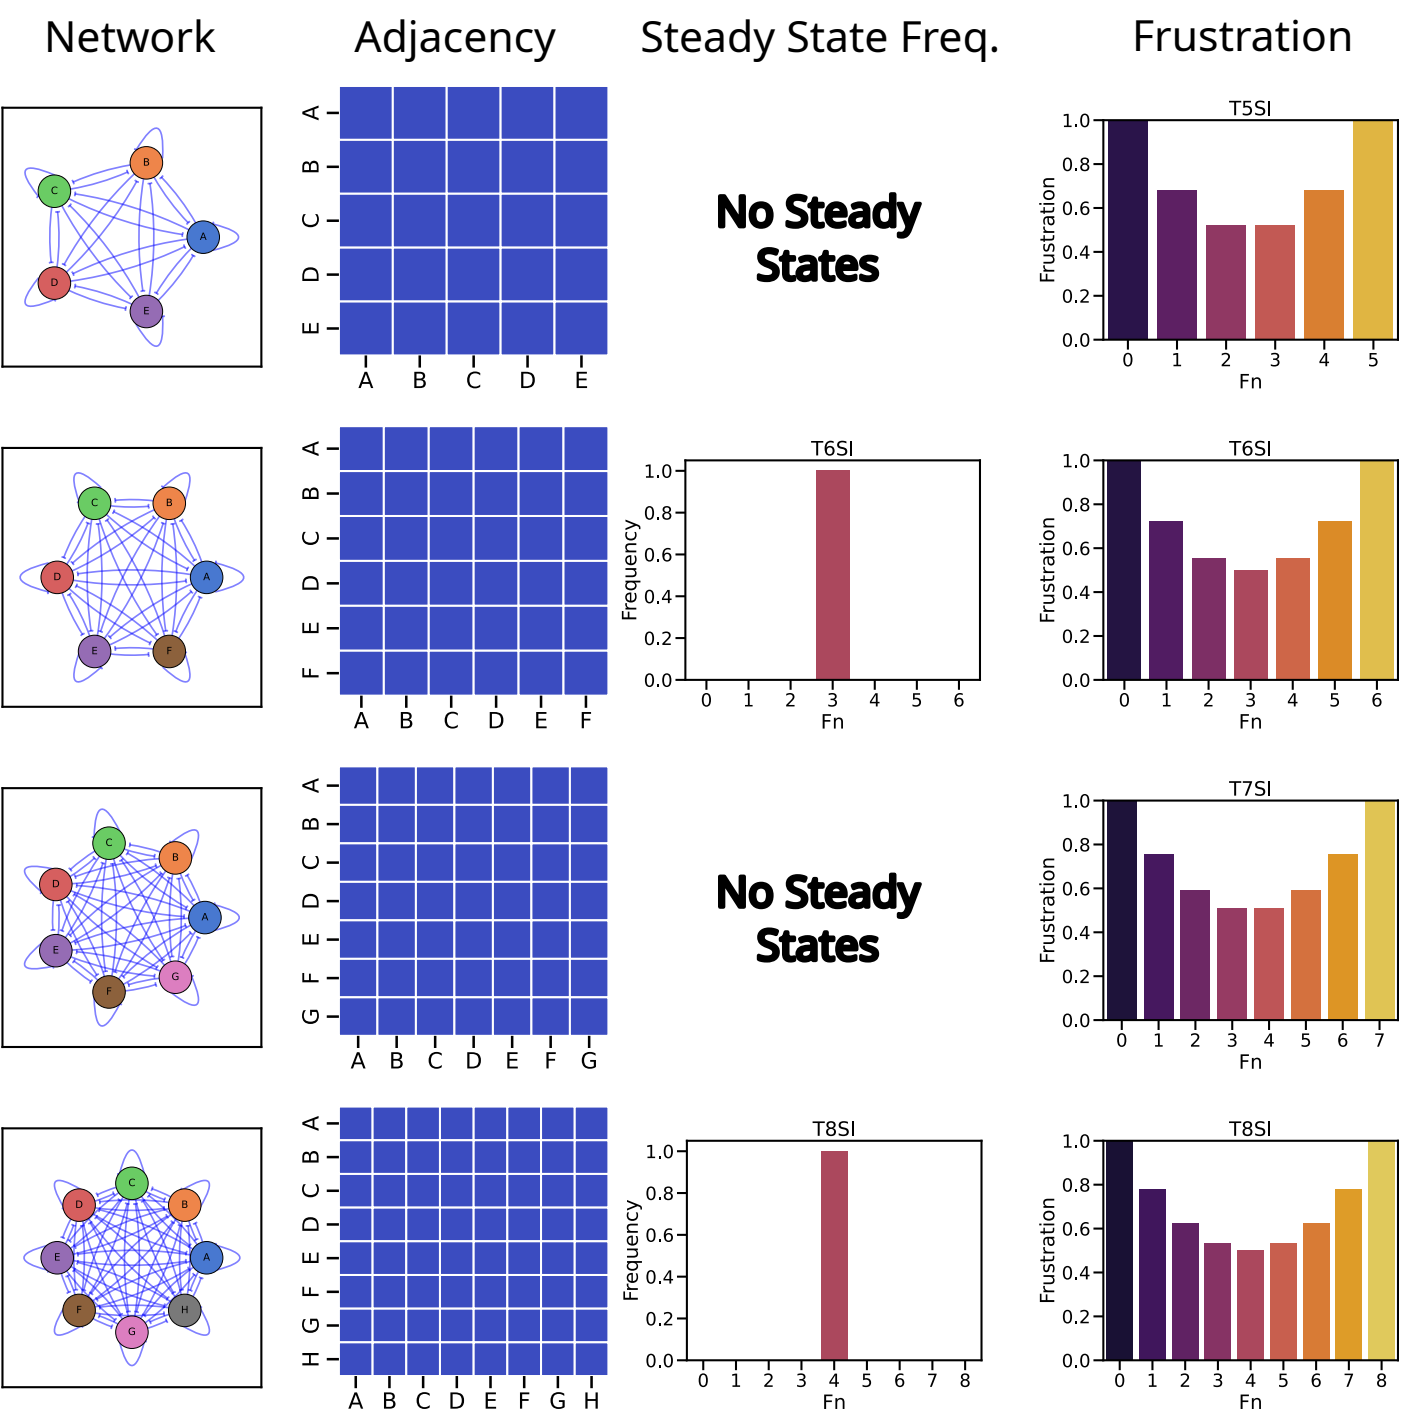 Network Adjacency Steady State Freq. Frustration
B
C
A
D
E
A
B
C
D
E
A B C D E
No Steady
States
T5SI
Frustration
1.0
0.8
0.6
0.4
0.2
0.0
0 1 2 3 4 5
Fn
C B
D A
E F
A
B
C
D
E
F
A B C D E F
T6SI
Frequency
1.0
0.8
0.6
0.4
0.2
0.0
0 1 2 3 4 5 6
Fn
T6SI
Frustration
1.0
0.8
0.6
0.4
0.2
0.0
0 1 2 3 4 5 6
Fn
C
B
D
A
E
G
F
A
B
C
D
E
F
G
A B C D E F G
No Steady
States
T7SI
Frustration
1.0
0.8
0.6
0.4
0.2
0.0
0 1 2 3 4 5 6 7
Fn
C
D B
E A
F H
G
A
B
C
D
E
F
G
H
A B C D E F G H
T8SI
Frequency
1.0
0.8
0.6
0.4
0.2
0.0
0 1 2 3 4 5 6 7 8
Fn
T8SI
Frustration
1.0
0.8
0.6
0.4
0.2
0.0
0 1 2 3 4 5 6 7 8
Fn